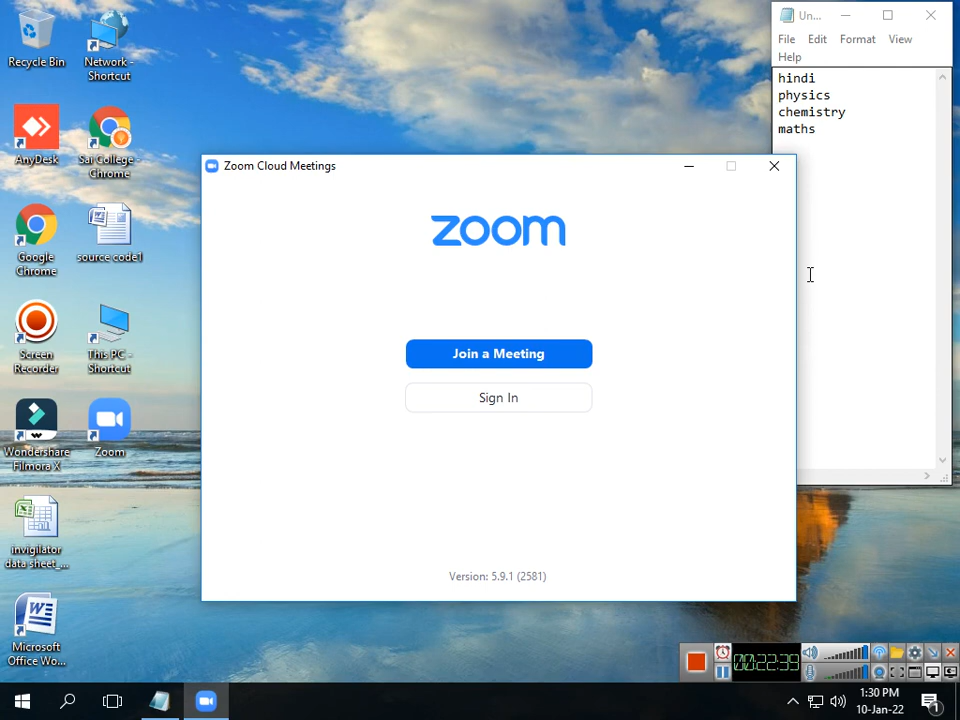 Recycle Bin
Network - Shortcut
AnyDesk
Sai College - Chrome
Google Chrome
source code1
Screen Recorder
This PC - Shortcut
Wondershare Filmora X
Zoom
invigilator data sheet_...
Microsoft Office Wo...
Un...
File Edit Format View
Help
hindi
physics
chemistry
maths
Zoom Cloud Meetings
zoom
Join a Meeting
Sign In
Version: 5.9.1 (2581)
00:22:39
1:30 PM
10-Jan-22
1